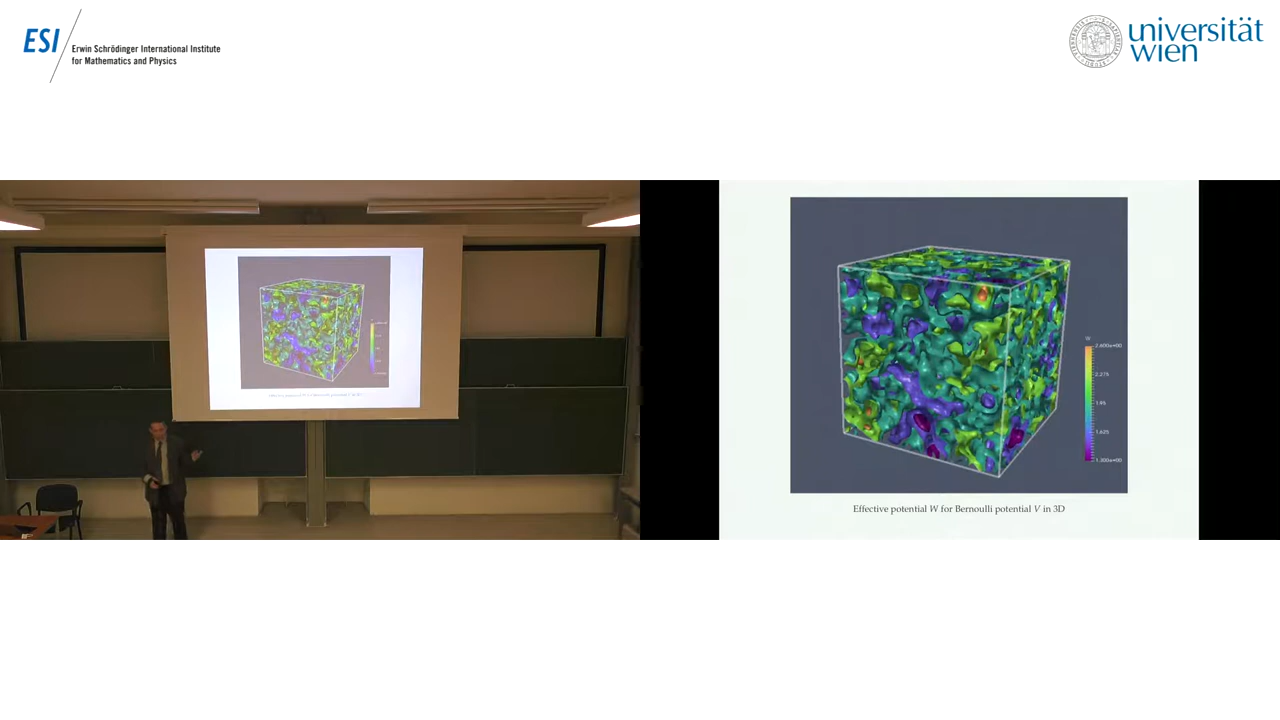 ESI
Erwin Schrödinger International Institute
for Mathematics and Physics
universität
wien
W
2.600e+00
2.275
1.95
1.625
1.300e+00
Effective potential W for Bernoulli potential V in 3D